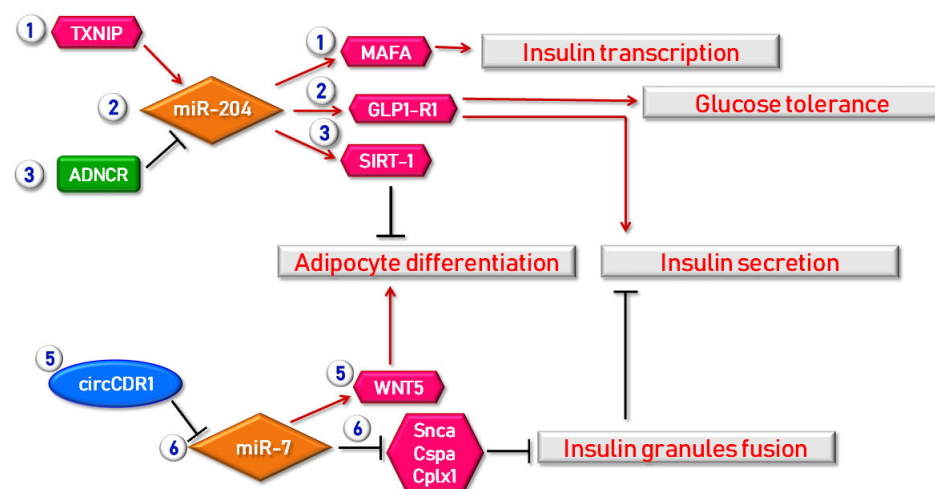 1
TXNIP
1
MAFA
Insulin transcription
2
miR-204
2
GLP1-R1
Glucose tolerance
3
SIRT-1
3
ADNCR
Adipocyte differentiation
Insulin secretion
5
circCDR1
5
WNT5
6
miR-7
6
Snca
Cspa
Cplx1
Insulin granules fusion